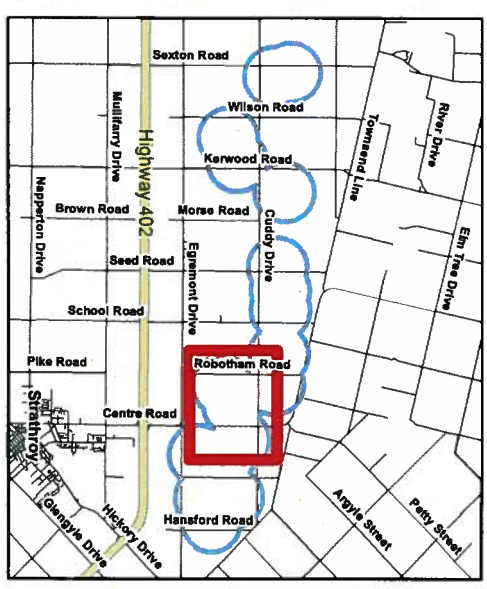 Sexton Road
Wilson Road
River Drive
Mullifarry Drive
Highway 402
Townsend Line
Kerwood Road
Napperton Drive
Brown Road
Morse Road
Cuddy Drive
Elm Tree Drive
Egremont Drive
Seed Road
School Road
Pike Road
Robotham Road
Strathroy
Centre Road
Glengyle Drive
Hickory Drive
Hansford Road
Argyle Street
Petty Street